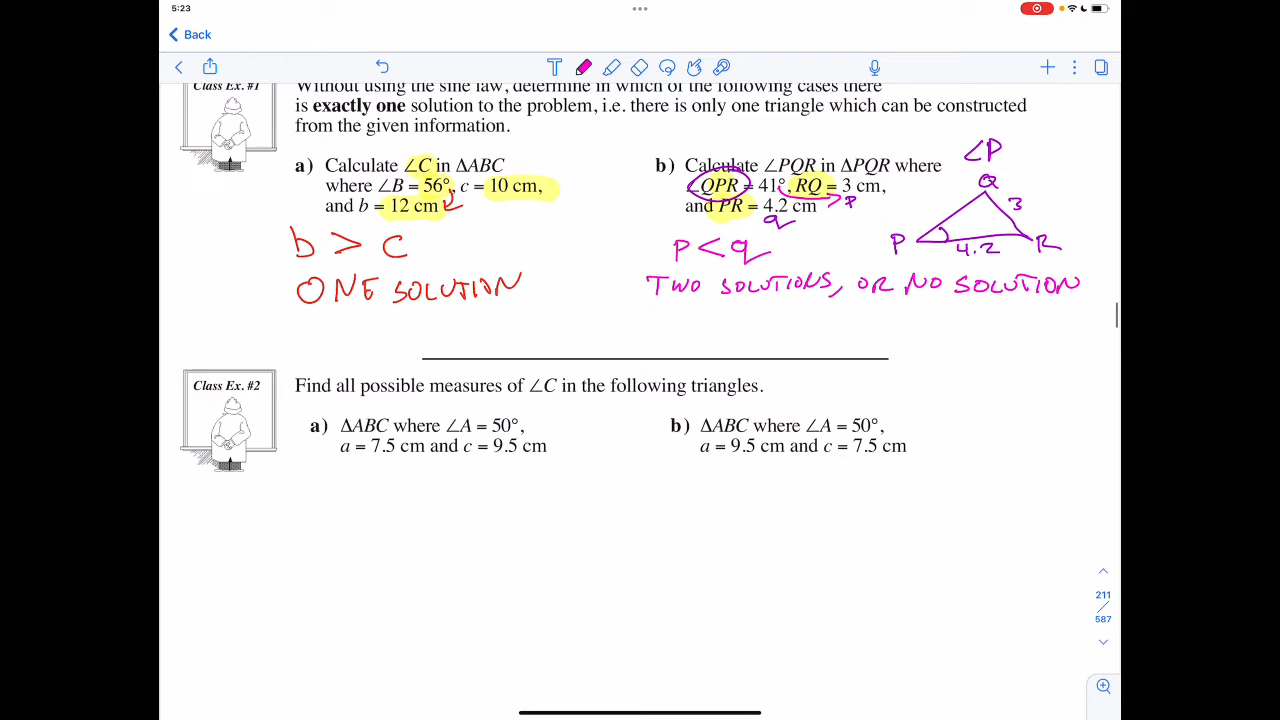 5:23
Back
T
Class Ex. #1
Without using the sine law, determine in which of the following cases there
is exactly one solution to the problem, i.e. there is only one triangle which can be constructed
from the given information.
a) Calculate ∠C in ΔABC
where ∠B = 56°, c = 10 cm,
and b = 12 cm
b > c
ONE SOLUTION
b) Calculate ∠PQR in ΔPQR where
∠QPR = 41°, RQ = 3 cm,
and PR = 4.2 cm
P
q
p < q
TWO SOLUTIONS, OR NO SOLUTION
∠P
Q
3
P
4.2
R
Class Ex. #2
Find all possible measures of ∠C in the following triangles.
a) ΔABC where ∠A = 50°,
a = 7.5 cm and c = 9.5 cm
b) ΔABC where ∠A = 50°,
a = 9.5 cm and c = 7.5 cm
211
587